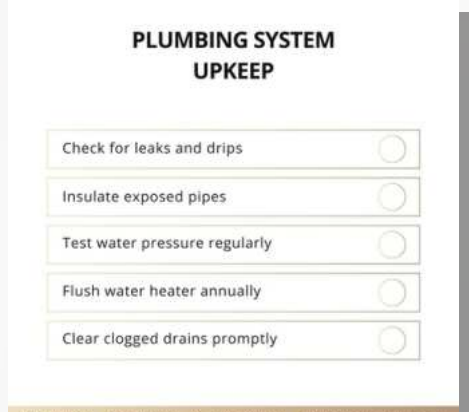 PLUMBING SYSTEM
UPKEEP
Check for leaks and drips
Insulate exposed pipes
Test water pressure regularly
Flush water heater annually
Clear clogged drains promptly